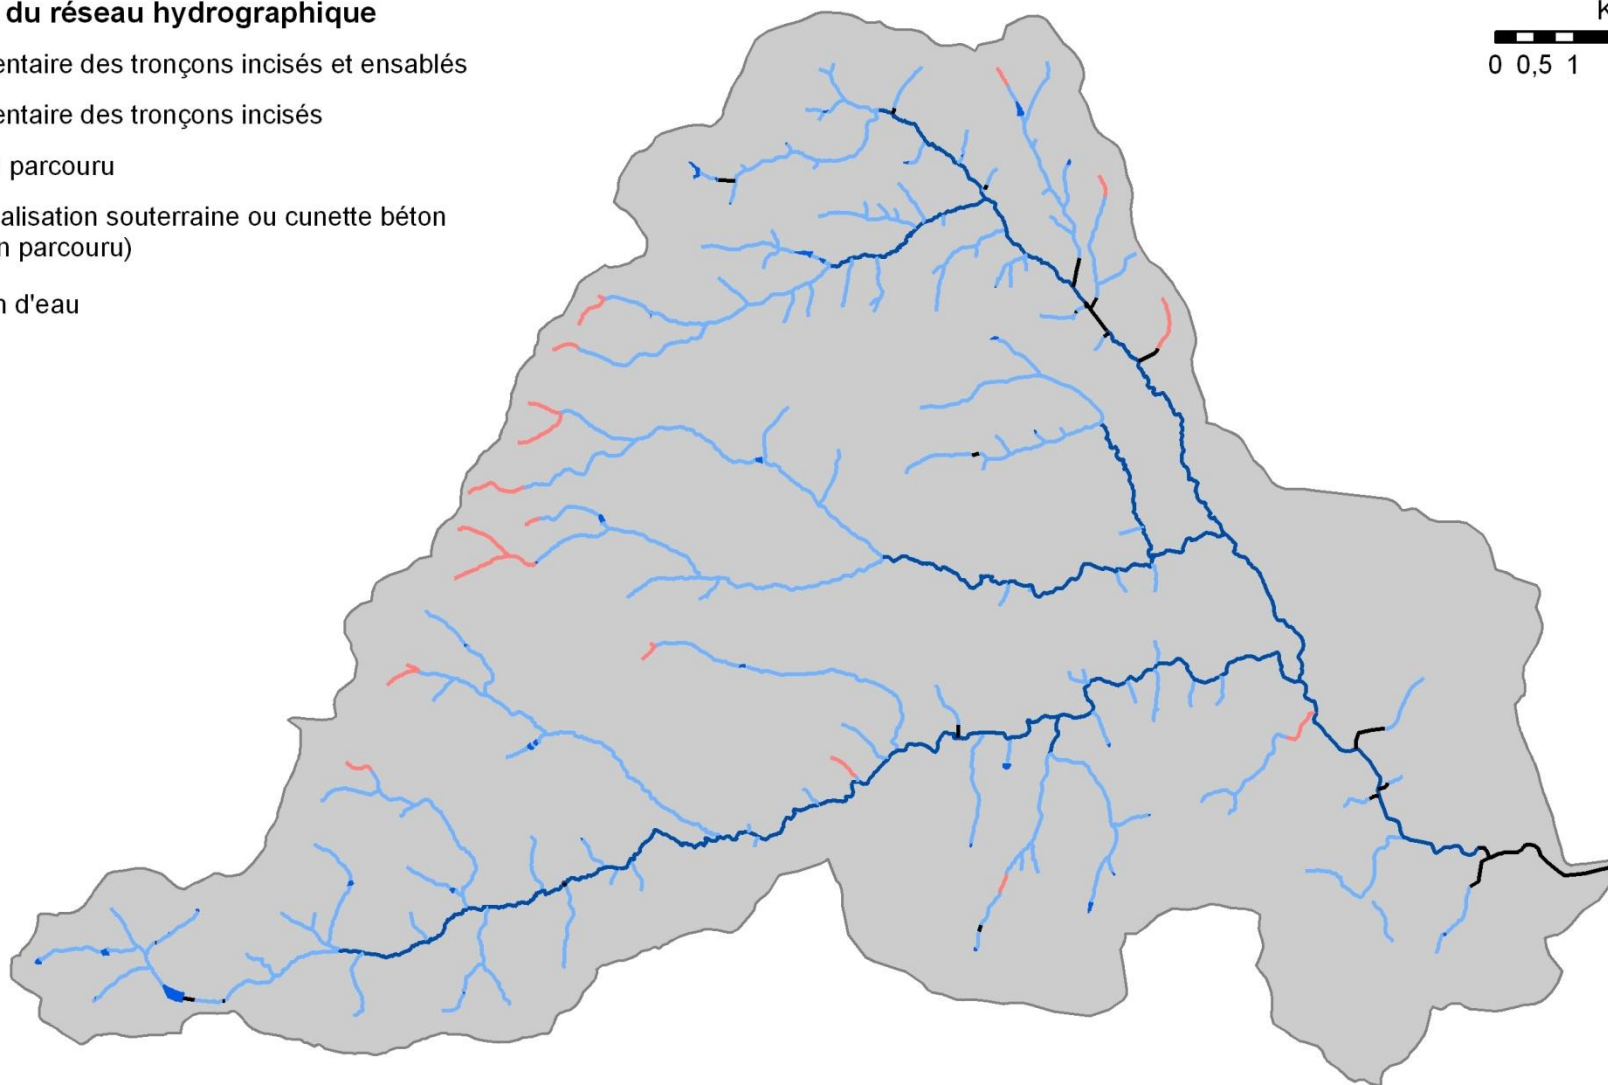 du réseau hydrographique
entaire des tronçons incisés et ensablés
entaire des tronçons incisés
parcouru
alisation souterraine ou cunette béton
n parcouru)
n d'eau
K
0 0,5 1